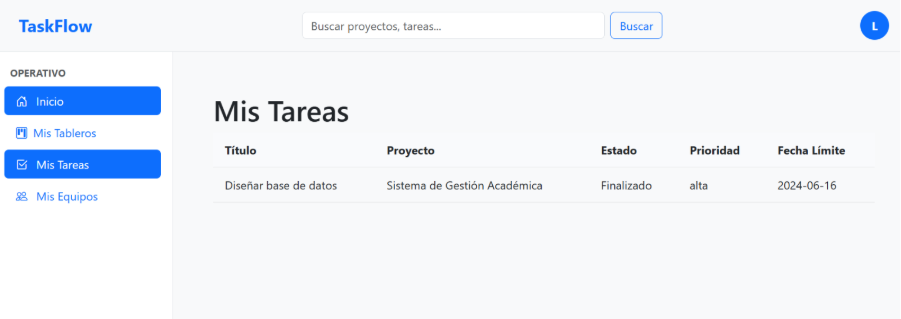 TaskFlow
Buscar proyectos, tareas...
Buscar
L
OPERATIVO
Inicio
Mis Tableros
Mis Tareas
Mis Equipos
Mis Tareas
Título Proyecto Estado Prioridad Fecha Límite
Diseñar base de datos Sistema de Gestión Académica Finalizado alta 2024-06-16